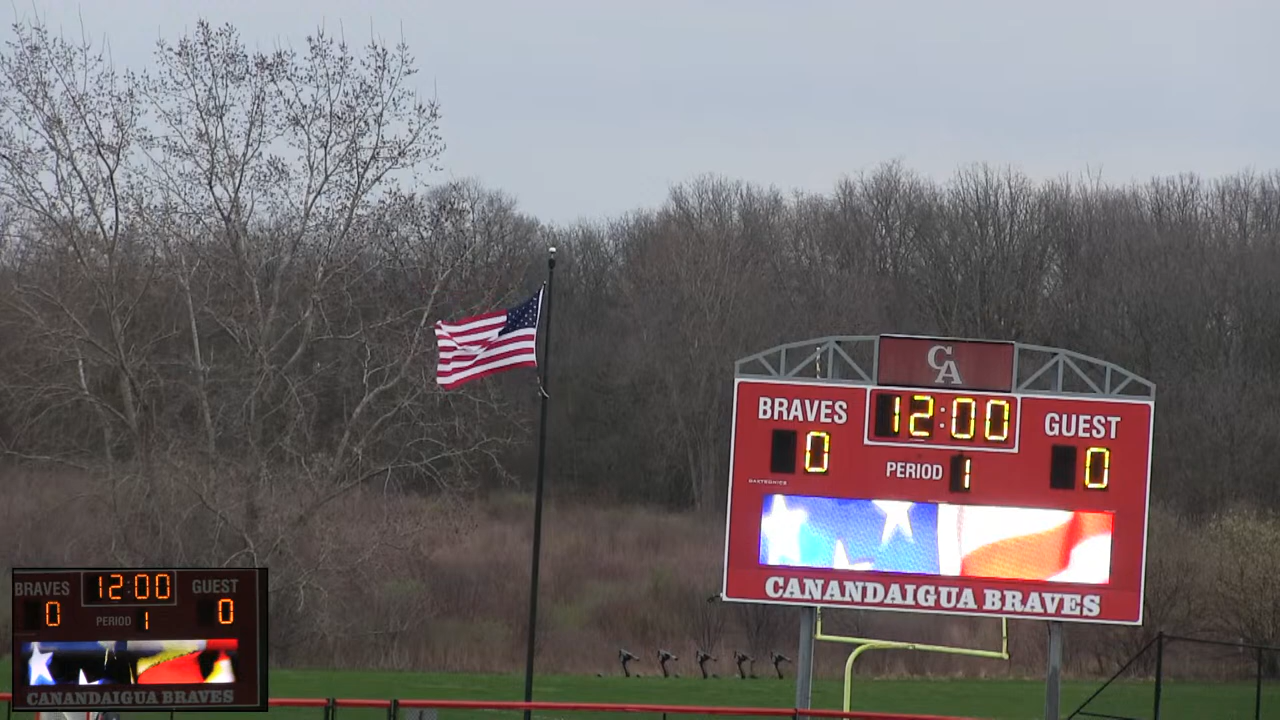 CA
BRAVES 12:00 GUEST
0 PERIOD 1 0
DAKTRONICS
CANANDAIGUA BRAVES
BRAVES 12:00 GUEST
0 PERIOD 1 0
CANANDAIGUA BRAVES